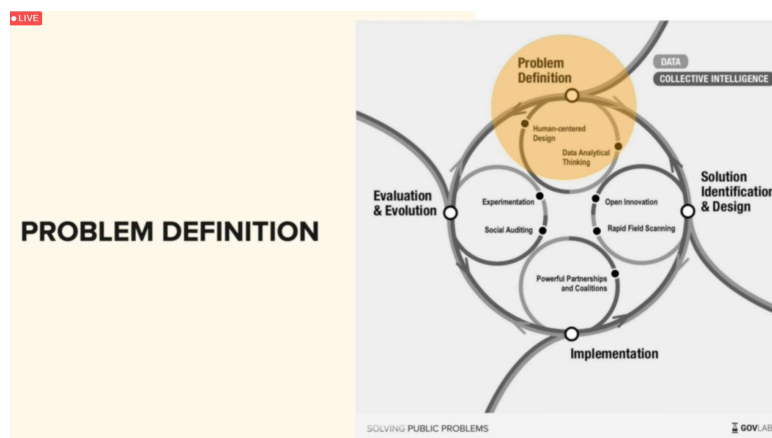 LIVE
PROBLEM DEFINITION
Problem
Definition
DATA
COLLECTIVE INTELLIGENCE
Human-centered
Design
Data Analytical
Thinking
Evaluation
& Evolution
Experimentation
Social Auditing
Open Innovation
Rapid Field Scanning
Solution
Identification
& Design
Powerful Partnerships
and Coalitions
Implementation
SOLVING PUBLIC PROBLEMS
GOVLAB